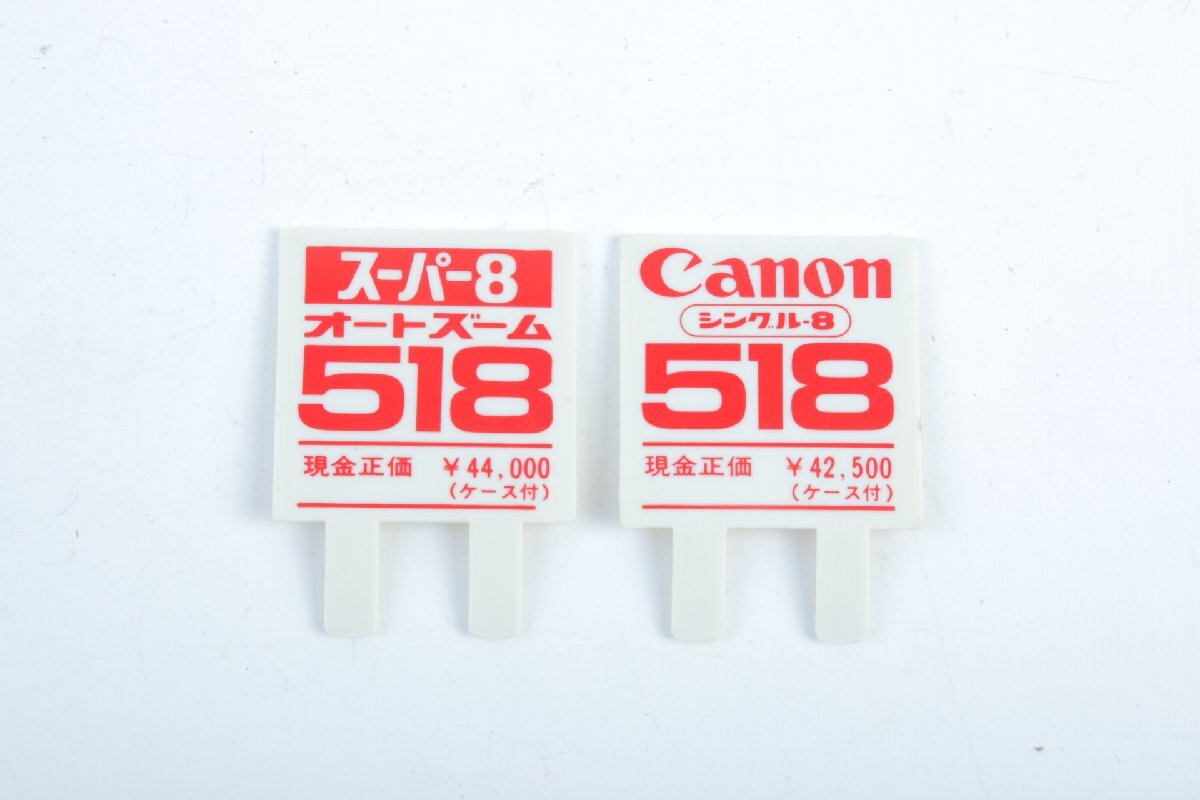 スーパー8
オートズーム
518
現金正価 ¥44,000
(ケース付)
Canon
シングル-8
518
現金正価 ¥42,500
(ケース付)